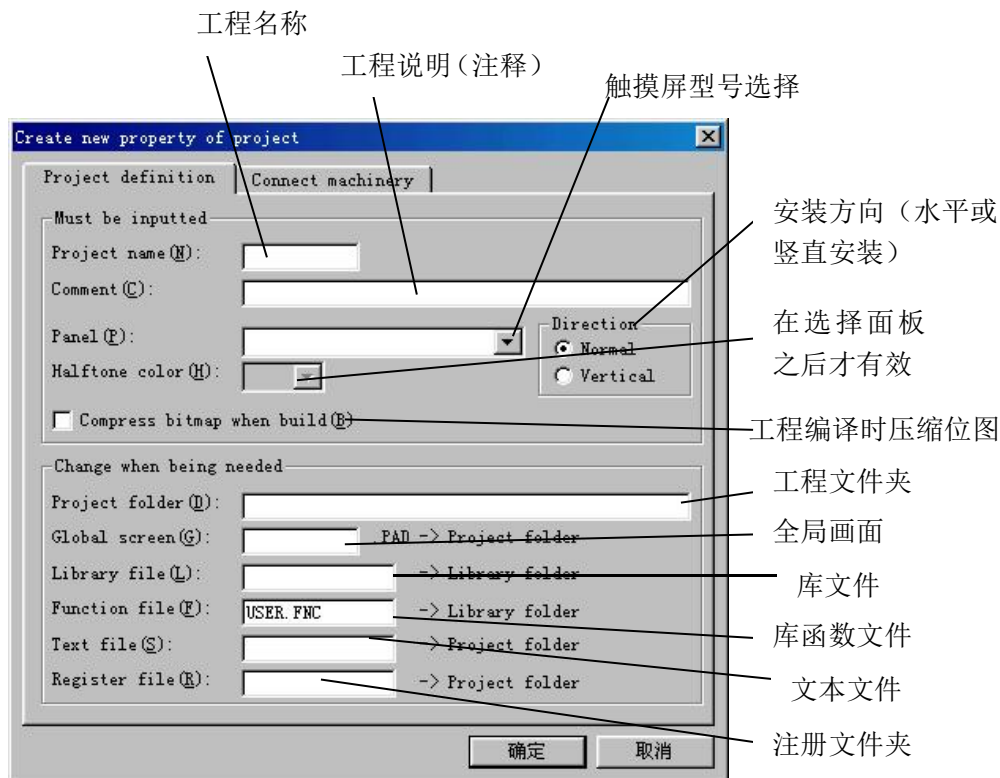 工程名称
工程说明（注释）
触摸屏型号选择
Create new property of project
Project definition
Connect machinery
Must be inputted
Project name(N):
Comment(C):
Panel(P):
Halftone color(H):
Direction
Normal
Vertical
Compress bitmap when build(B)
安装方向（水平或
竖直安装）
在选择面板
之后才有效
工程编译时压缩位图
Change when being needed
Project folder(D):
工程文件夹
Global screen(G):
.PAD -> Project folder
全局画面
Library file(L):
-> Library folder
库文件
Function file(F):
USER.FNC
-> Library folder
库函数文件
Text file(S):
-> Project folder
文本文件
Register file(R):
-> Project folder
注册文件夹
确定
取消